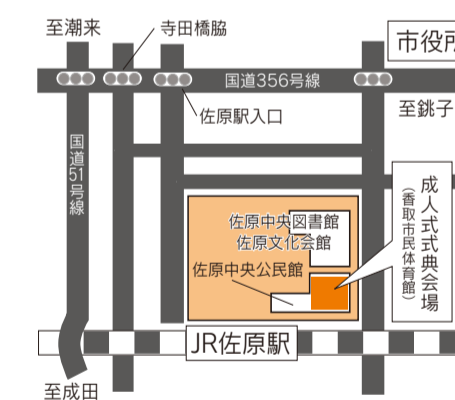 至潮来
寺田橋脇
市役所
国道356号線
佐原駅入口
至銚子
国道51号線
成人式式典会場
（香取市民体育館）
佐原中央図書館
佐原文化会館
佐原中央公民館
JR佐原駅
至成田